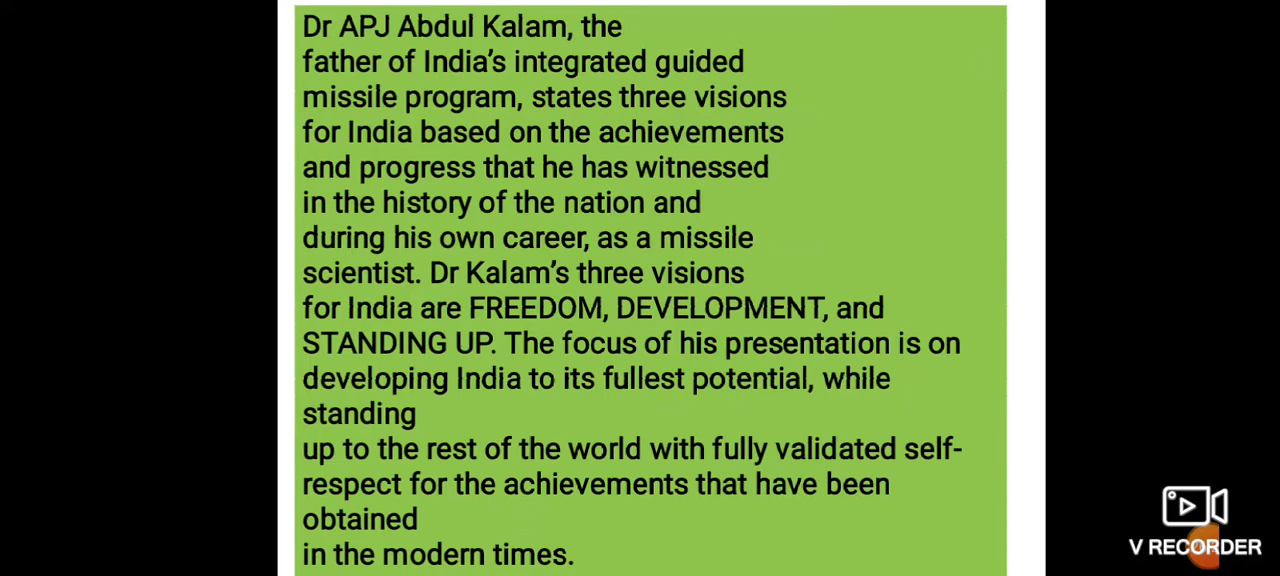 Dr APJ Abdul Kalam, the
father of India's integrated guided
missile program, states three visions
for India based on the achievements
and progress that he has witnessed
in the history of the nation and
during his own career, as a missile
scientist. Dr Kalam's three visions
for India are FREEDOM, DEVELOPMENT, and
STANDING UP. The focus of his presentation is on
developing India to its fullest potential, while
standing
up to the rest of the world with fully validated self-
respect for the achievements that have been
obtained
in the modern times.
V RECORDER